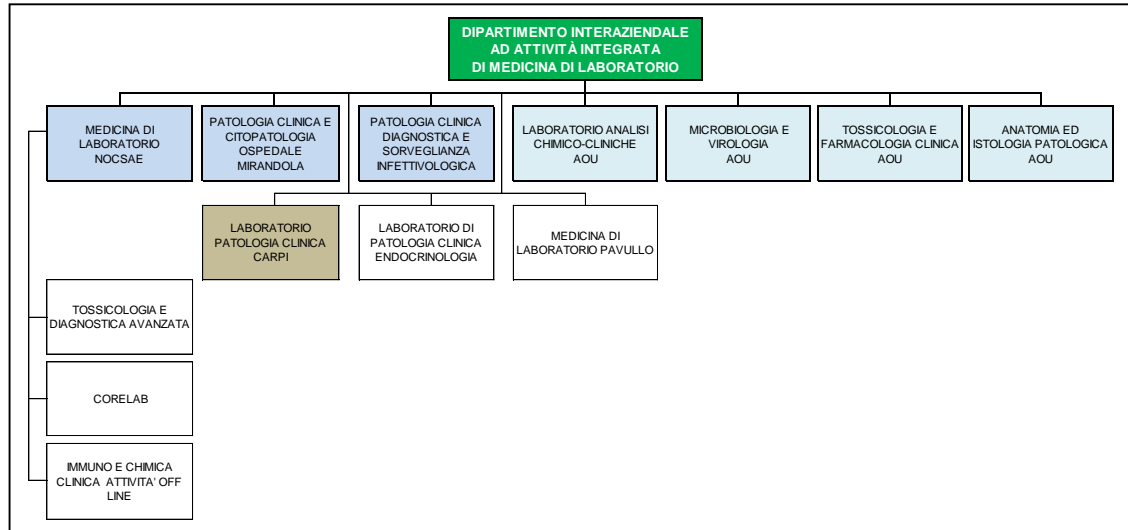 DIPARTIMENTO INTERAZIENDALE
AD ATTIVITÀ INTEGRATA
DI MEDICINA DI LABORATORIO
MEDICINA DI
LABORATORIO
NOCSAE
PATOLOGIA CLINICA E
CITOPATOLOGIA
OSPEDALE
MIRANDOLA
PATOLOGIA CLINICA
DIAGNOSTICA E
SORVEGLIANZA
INFETTIVOLOGICA
LABORATORIO ANALISI
CHIMICO-CLINICHE
AOU
MICROBIOLOGIA E
VIROLOGIA
AOU
TOSSICOLOGIA E
FARMACOLOGIA CLINICA
AOU
ANATOMIA ED
ISTOLOGIA PATOLOGICA
AOU
LABORATORIO
PATOLOGIA CLINICA
CARPI
LABORATORIO DI
PATOLOGIA CLINICA
ENDOCRINOLOGIA
MEDICINA DI
LABORATORIO PAVULLO
TOSSICOLOGIA E
DIAGNOSTICA AVANZATA
CORELAB
IMMUNO E CHIMICA
CLINICA ATTIVITA' OFF
LINE